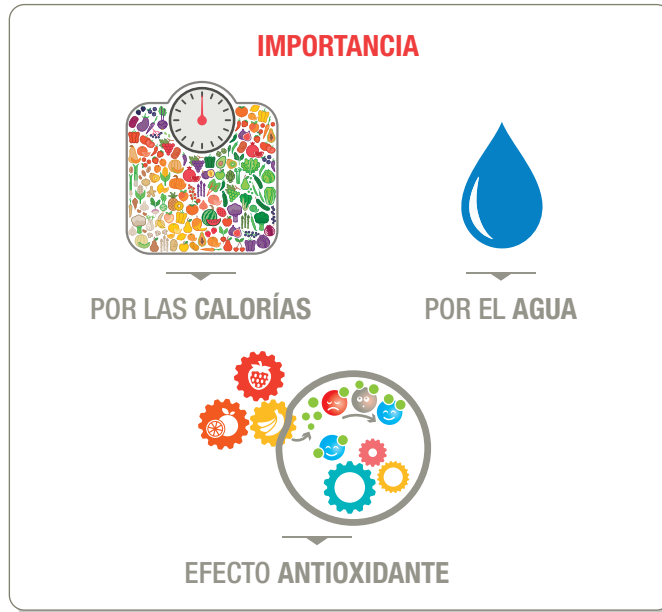 IMPORTANCIA
POR LAS CALORÍAS
POR EL AGUA
EFECTO ANTIOXIDANTE